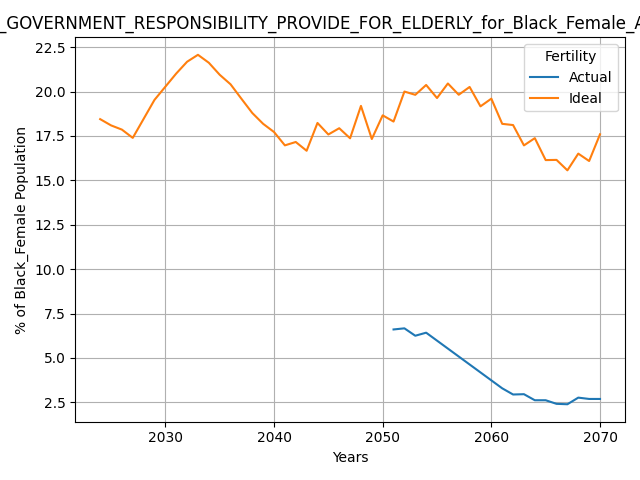 _GOVERNMENT_RESPONSIBILITY_PROVIDE_FOR_ELDERLY_for_Black_Female_A
Fertility
Actual
Ideal
% of Black_Female Population
22.5
20.0
17.5
15.0
12.5
10.0
7.5
5.0
2.5
2030 2040 2050 2060 2070
Years